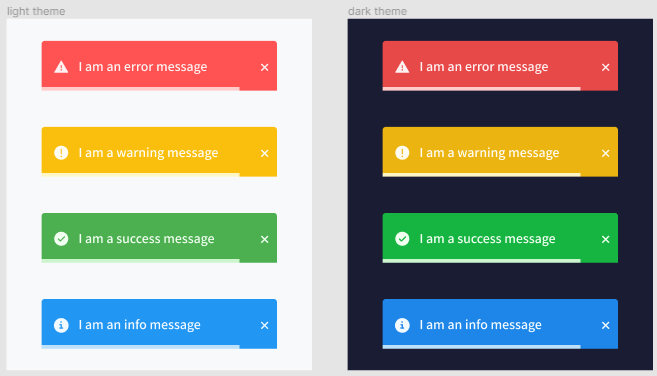 light theme
I am an error message
I am a warning message
I am a success message
I am an info message
dark theme
I am an error message
I am a warning message
I am a success message
I am an info message